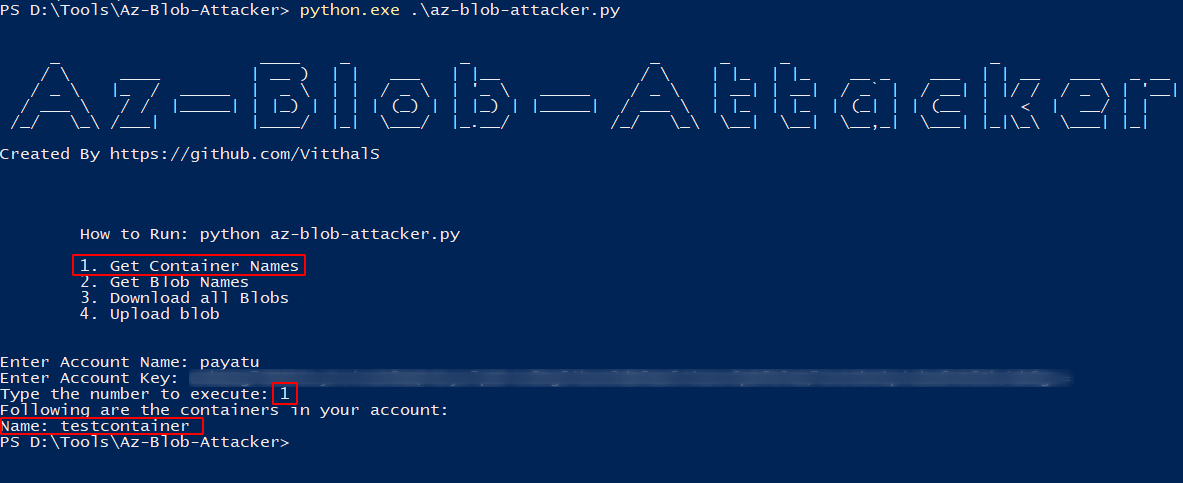 PS D:\Tools\Az-Blob-Attacker> python.exe .\az-blob-attacker.py
Az-Blob-Attacker
Created By https://github.com/VitthalS
How to Run: python az-blob-attacker.py
1. Get Container Names
2. Get Blob Names
3. Download all Blobs
4. Upload blob
Enter Account Name: payatu
Enter Account Key:
Type the number to execute: 1
Following are the containers in your account:
Name: testcontainer
PS D:\Tools\Az-Blob-Attacker>